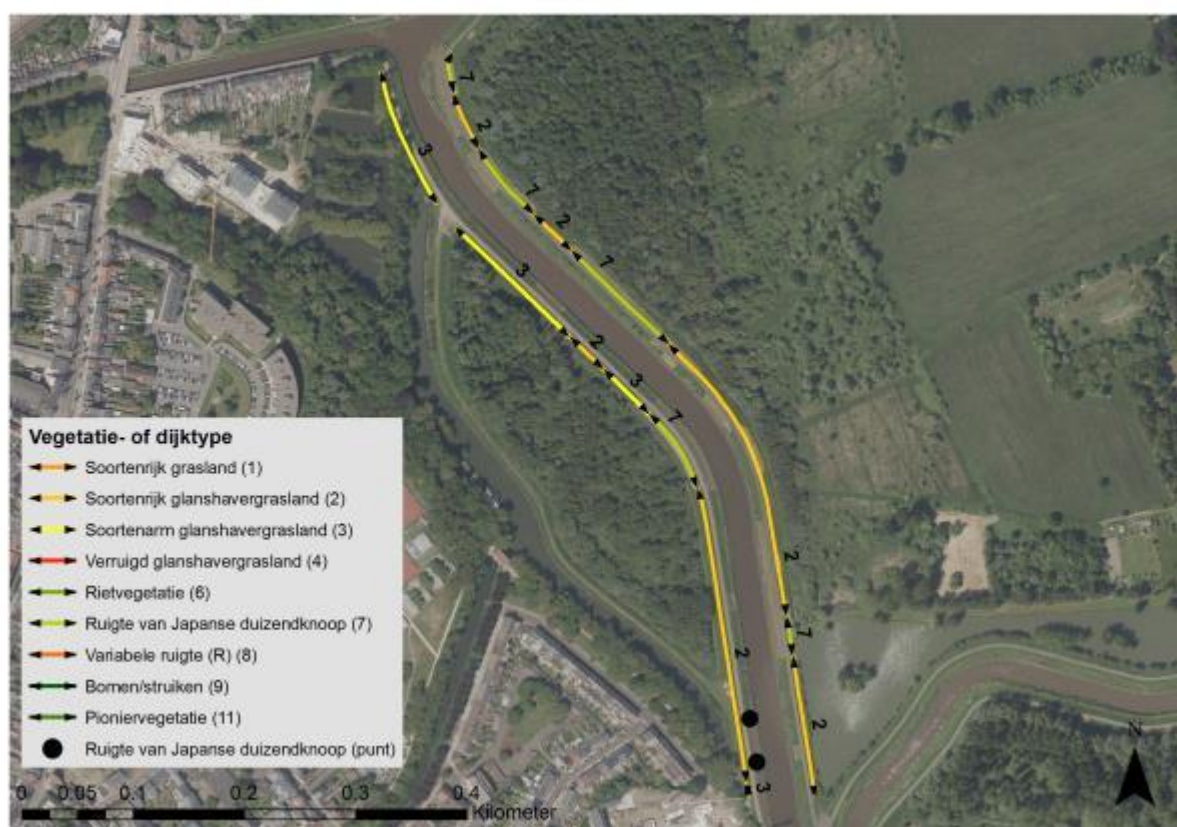 7
2
3
7
2
3
7
2
3
7
2
2
7
2
2
3
Vegetatie- of dijktype
Soortenrijk grasland (1)
Soortenrijk glanshavergrasland (2)
Soortenarm glanshavergrasland (3)
Verruigd glanshavergrasland (4)
Rietvegetatie (6)
Ruigte van Japanse duizendknoop (7)
Variabele ruigte (R) (8)
Bomen/struiken (9)
Pioniervegetatie (11)
Ruigte van Japanse duizendknoop (punt)
N
0 0.05 0.1 0.2 0.3 0.4
Kilometer